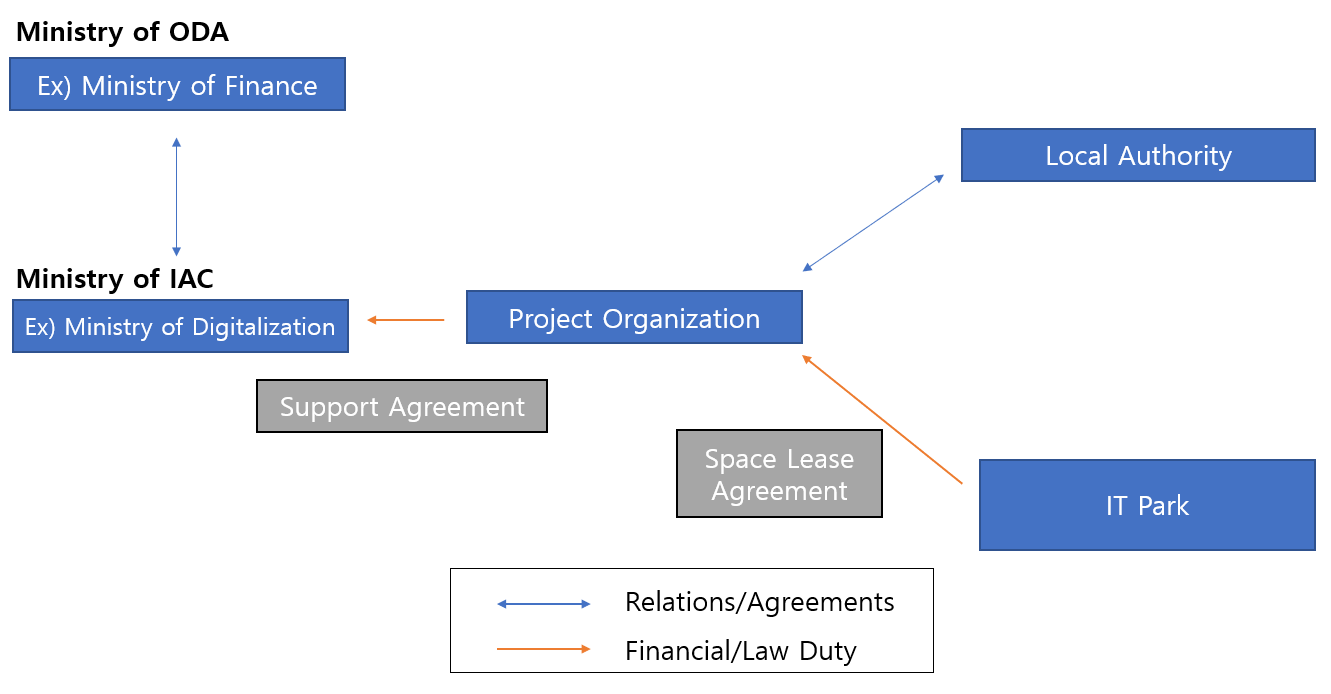 Ministry of ODA
Ex) Ministry of Finance
Local Authority
Ministry of IAC
Ex) Ministry of Digitalization
Project Organization
Support Agreement
Space Lease
Agreement
IT Park
Relations/Agreements
Financial/Law Duty